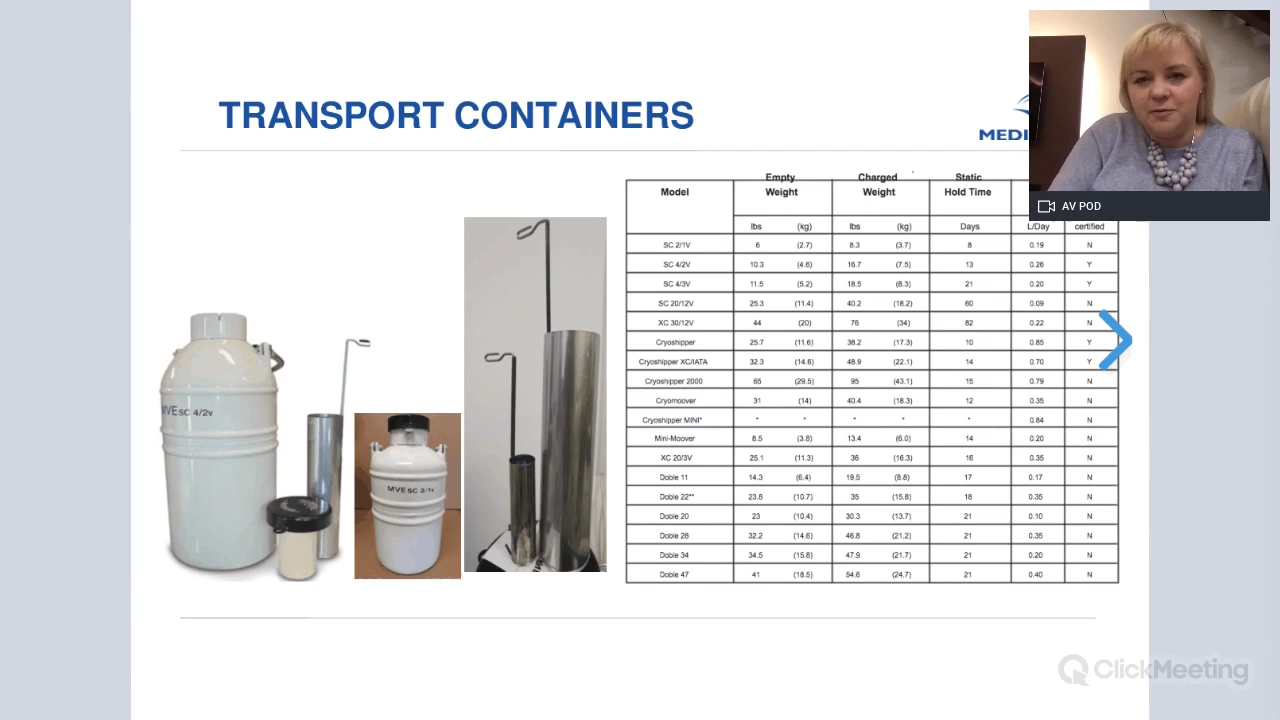 TRANSPORT CONTAINERS
MEDI
AV POD
MVE SC 4/2v
MVE SC 2/1v
Empty Charged Static
Model Weight Weight Hold Time
lbs (kg) lbs (kg) Days L/Day certified
SC 2/1V 6 (2.7) 8.3 (3.7) 8 0.19 N
SC 4/2V 10.3 (4.6) 16.7 (7.5) 13 0.26 Y
SC 4/3V 11.5 (5.2) 18.5 (8.3) 21 0.20 Y
SC 20/12V 25.3 (11.4) 40.2 (18.2) 60 0.09 N
XC 30/12V 44 (20) 76 (34) 82 0.22 N
Cryoshipper 25.7 (11.6) 38.2 (17.3) 10 0.85 Y
Cryoshipper XC/IATA 32.3 (14.6) 48.9 (22.1) 14 0.70 Y
Cryoshipper 2000 65 (29.5) 95 (43.1) 15 0.79 N
Cryomoover 31 (14) 40.4 (18.3) 12 0.35 N
Cryoshipper MINI* * * * * * 0.84 N
Mini-Moover 8.5 (3.8) 13.4 (6.0) 14 0.20 N
XC 20/3V 25.1 (11.3) 36 (16.3) 16 0.35 N
Doble 11 14.3 (6.4) 19.5 (8.8) 17 0.17 N
Doble 22** 23.8 (10.7) 35 (15.8) 18 0.35 N
Doble 20 23 (10.4) 30.3 (13.7) 21 0.10 N
Doble 28 32.2 (14.6) 46.8 (21.2) 21 0.35 N
Doble 34 34.5 (15.8) 47.9 (21.7) 21 0.20 N
Doble 47 41 (18.5) 54.6 (24.7) 21 0.40 N
ClickMeeting